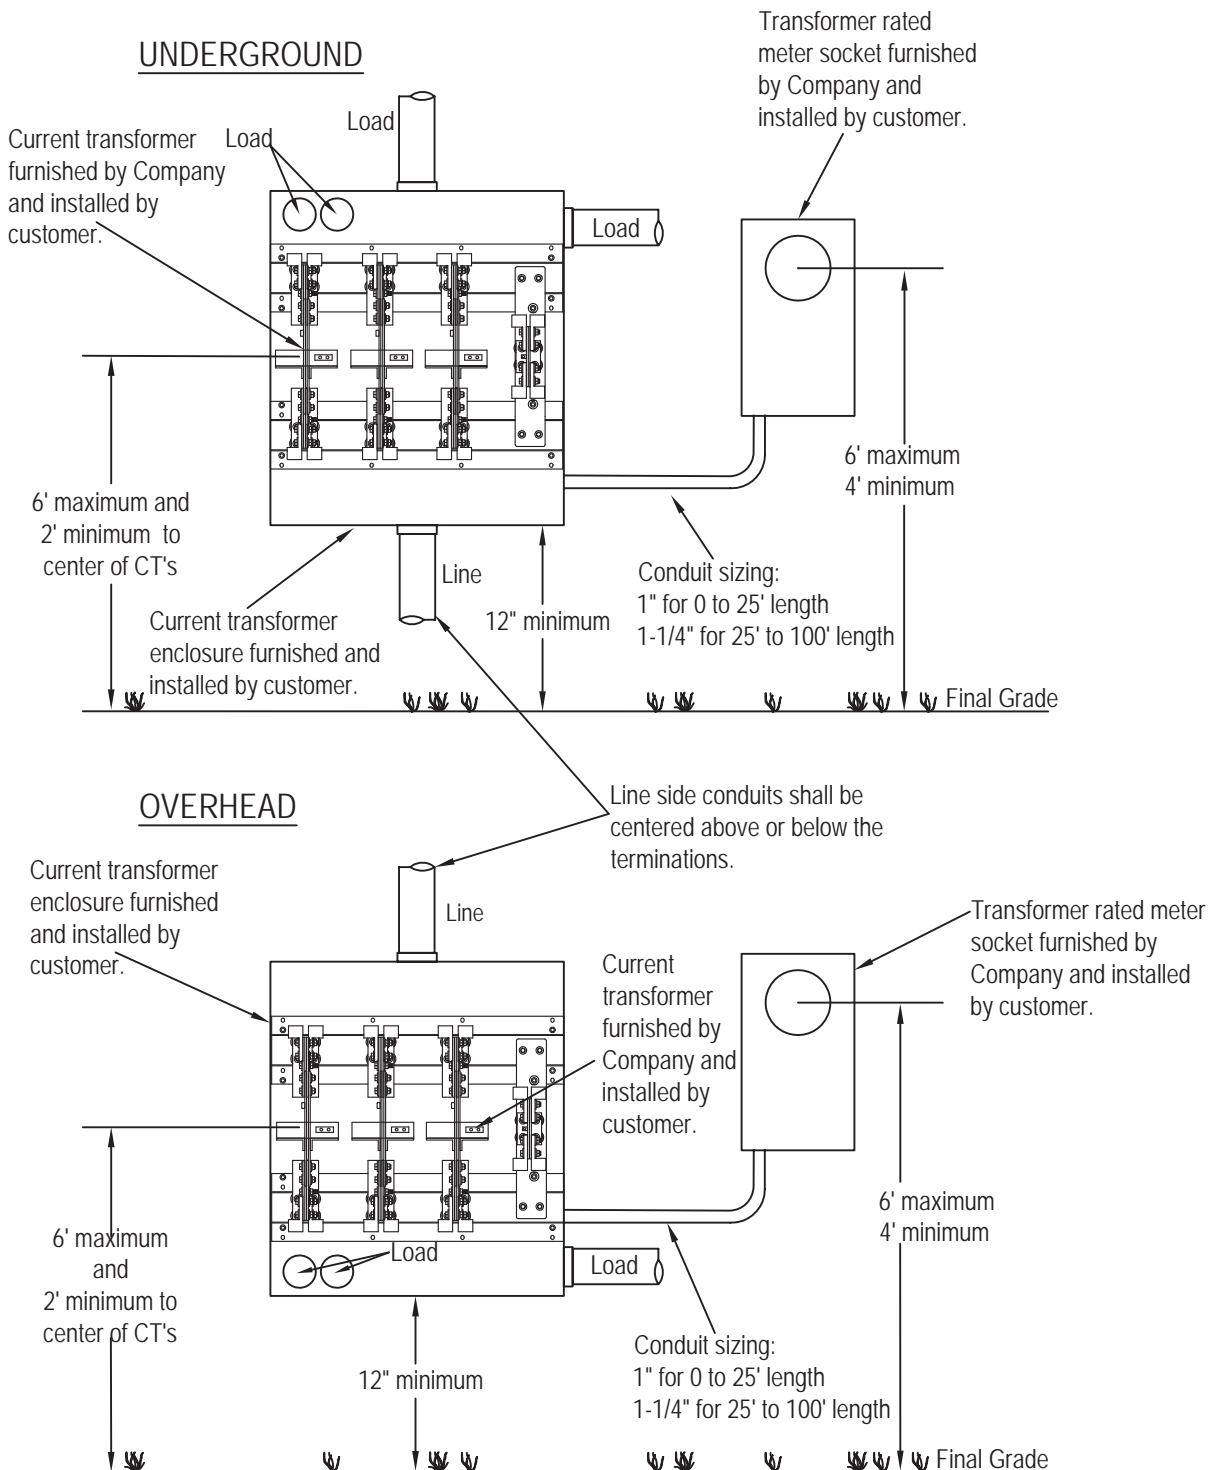 UNDERGROUND
Transformer rated
meter socket furnished
by Company and
installed by customer.
Current transformer
furnished by Company
and installed by
customer.
Load
Load
Load
6' maximum and
2' minimum to
center of CT's
6' maximum
4' minimum
Current transformer
enclosure furnished and
installed by customer.
Line
12" minimum
Conduit sizing:
1" for 0 to 25' length
1-1/4" for 25' to 100' length
Final Grade
OVERHEAD
Line side conduits shall be
centered above or below the
terminations.
Current transformer
enclosure furnished
and installed by
customer.
Line
Current
transformer
furnished by
Company and
installed by
customer.
Transformer rated meter
socket furnished by
Company and installed
by customer.
6' maximum
and
2' minimum to
center of CT's
Load
Load
6' maximum
4' minimum
12" minimum
Conduit sizing:
1" for 0 to 25' length
1-1/4" for 25' to 100' length
Final Grade